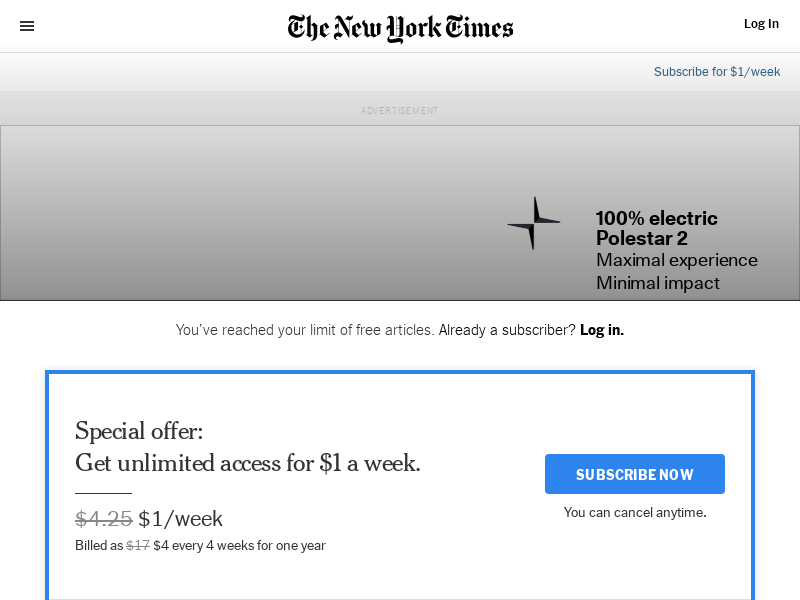 The New York Times
Log In
Subscribe for $1/week
ADVERTISEMENT
100% electric
Polestar 2
Maximal experience
Minimal impact
You've reached your limit of free articles. Already a subscriber? Log in.
Special offer:
Get unlimited access for $1 a week.
$4.25 $1/week
Billed as $17 $4 every 4 weeks for one year
SUBSCRIBE NOW
You can cancel anytime.